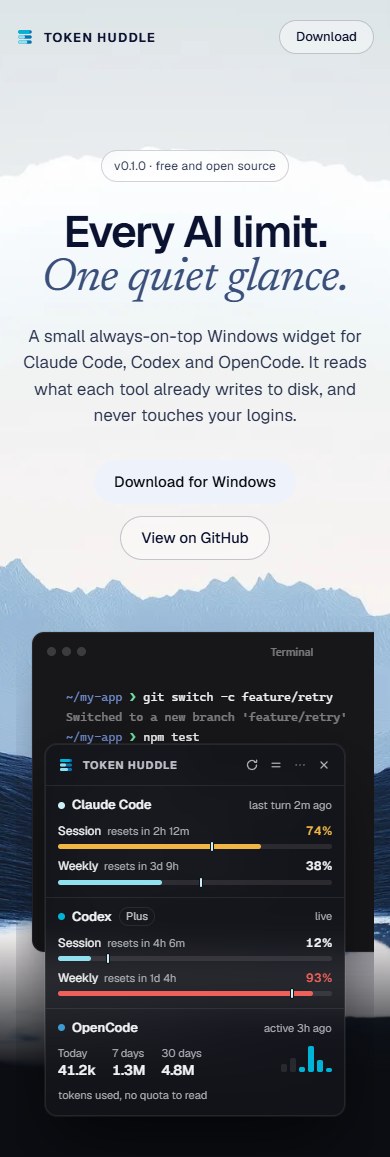 TOKEN HUDDLE
Download
v0.1.0 · free and open source
Every AI limit.
One quiet glance.
A small always-on-top Windows widget for
Claude Code, Codex and OpenCode. It reads
what each tool already writes to disk, and
never touches your logins.
Download for Windows
View on GitHub
Terminal
~/my-app ❯ git switch -c feature/retry
Switched to a new branch 'feature/retry'
~/my-app ❯ npm test
TOKEN HUDDLE
Claude Code last turn 2m ago
Session resets in 2h 12m 74%
Weekly resets in 3d 9h 38%
Codex Plus live
Session resets in 4h 6m 12%
Weekly resets in 1d 4h 93%
OpenCode active 3h ago
Today 7 days 30 days
41.2k 1.3M 4.8M
tokens used, no quota to read